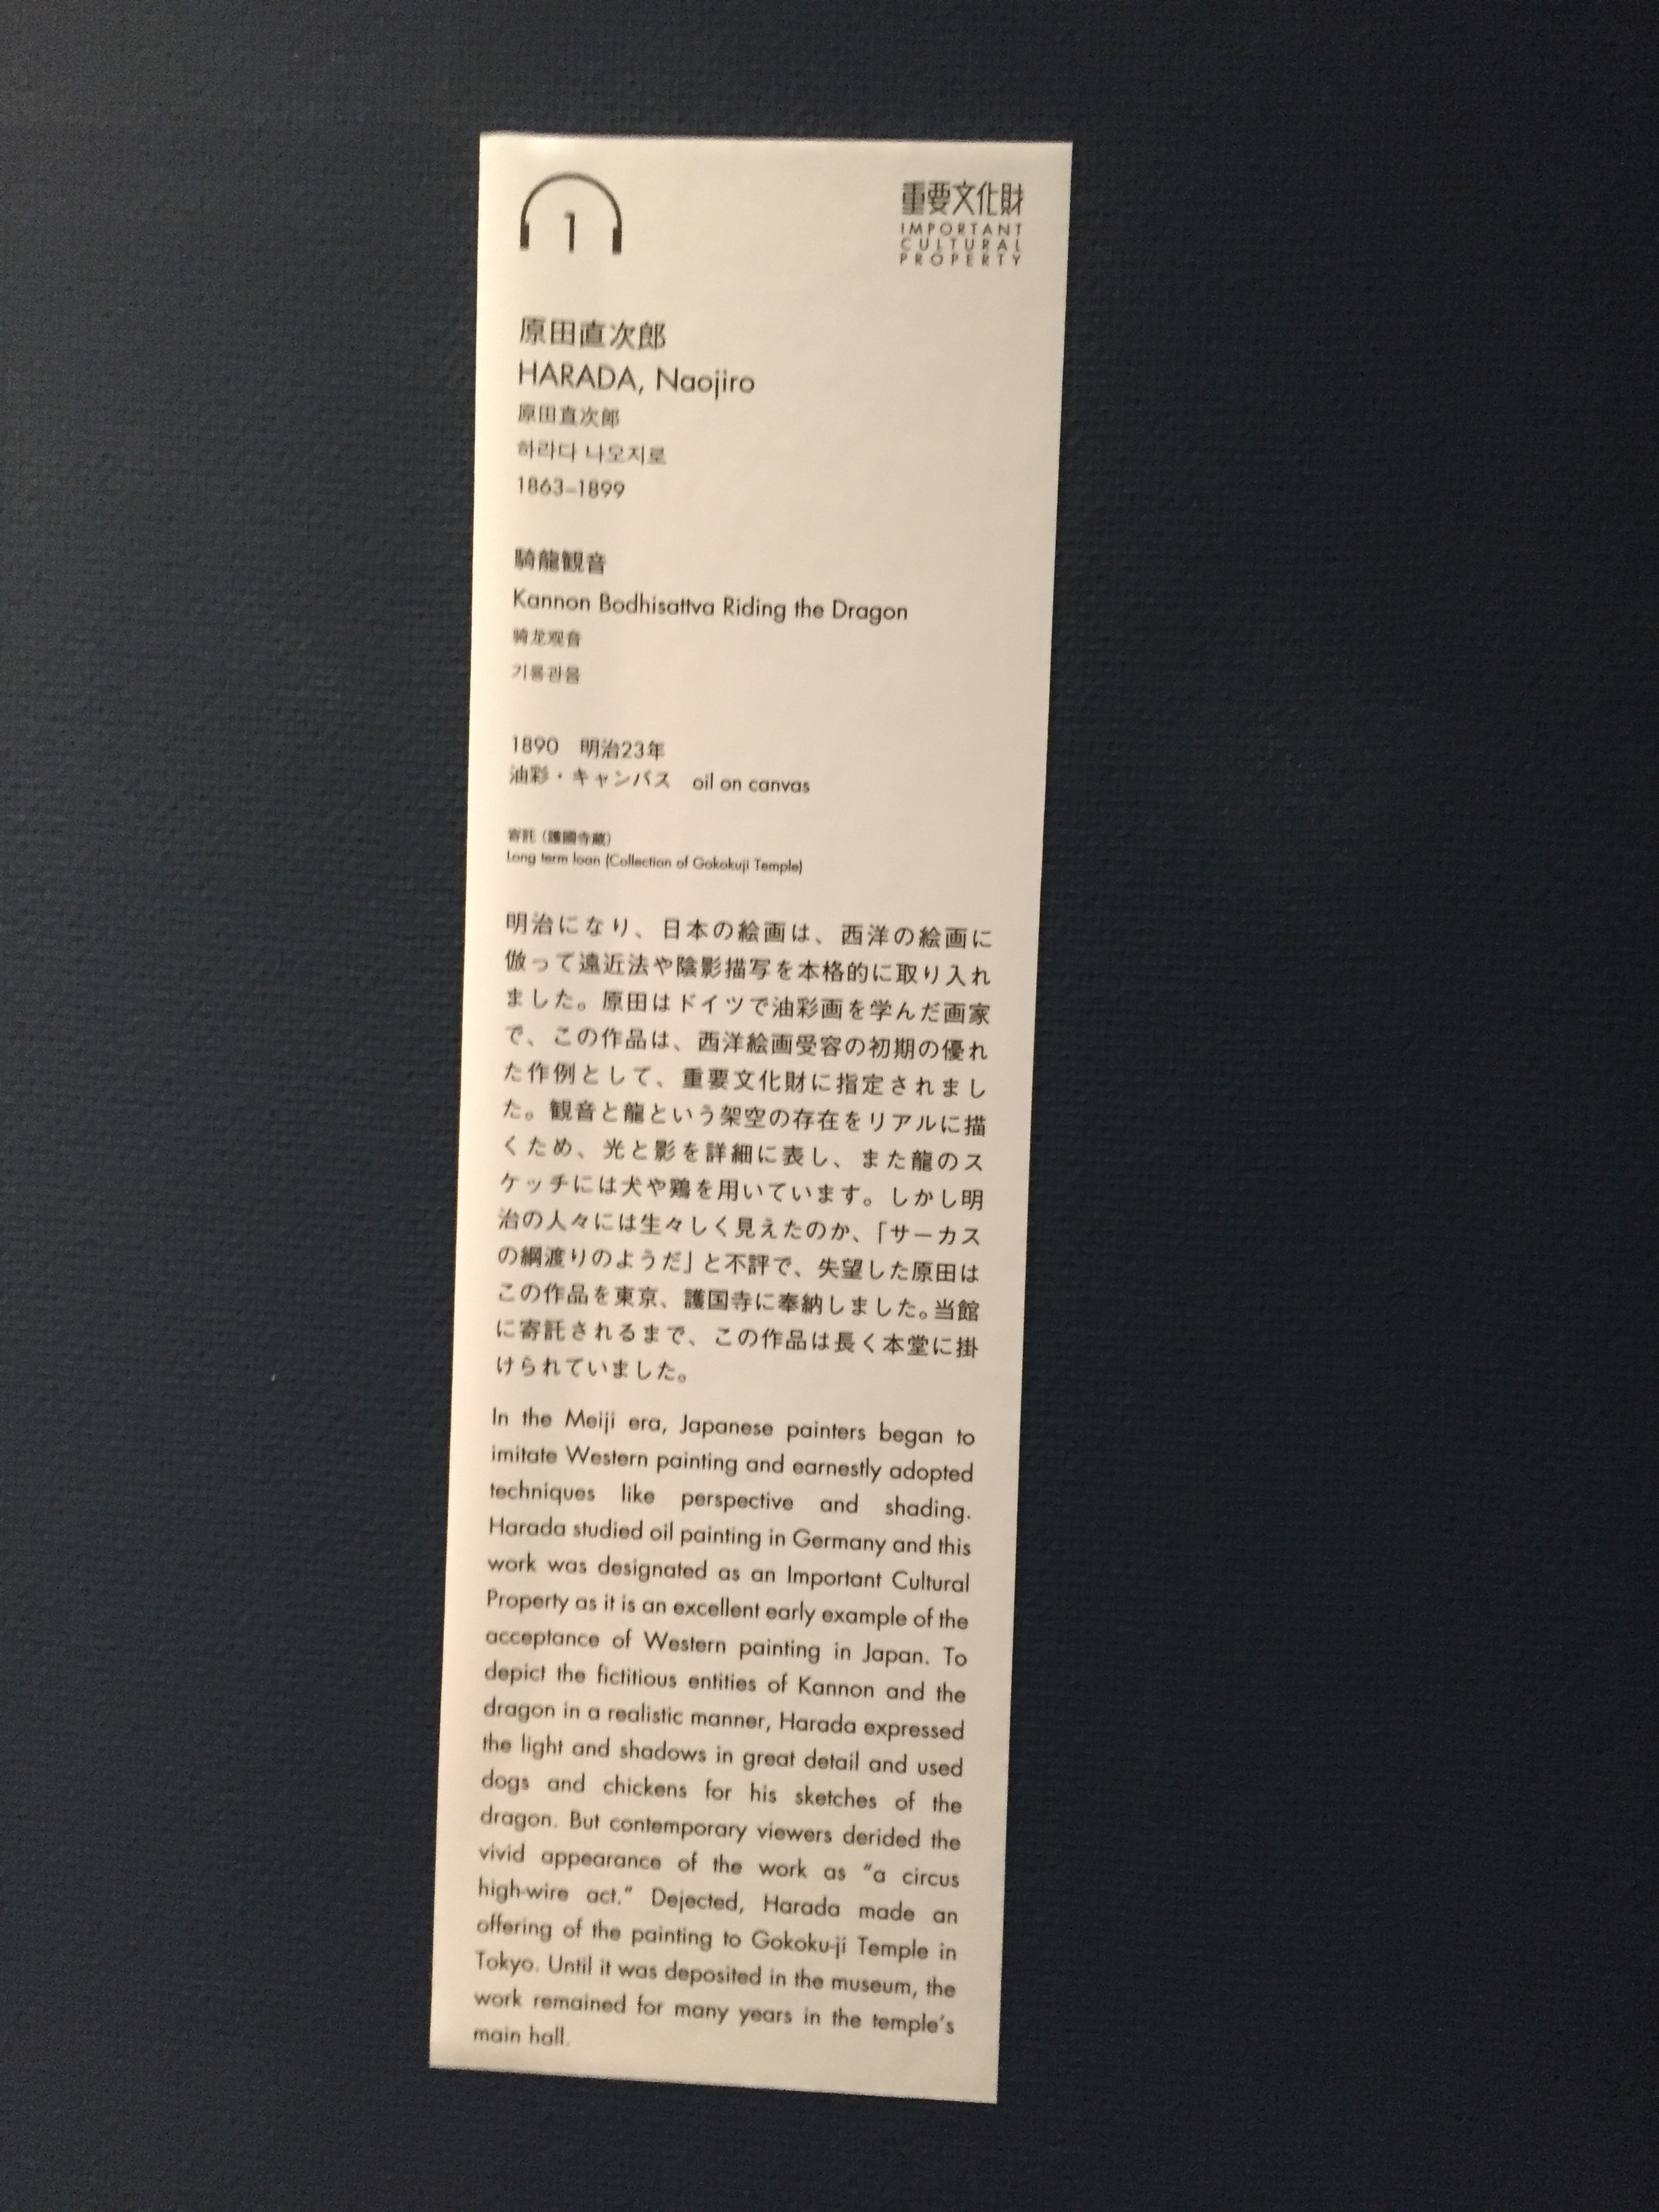 1
重要文化財
IMPORTANT
CULTURAL
PROPERTY
原田直次郎
HARADA, Naojiro
原田直次郎
하라다 나오지로
1863–1899
騎龍観音
Kannon Bodhisattva Riding the Dragon
骑龙观音
기룡관음
1890　明治23年
油彩・キャンバス　oil on canvas
寄託（護國寺蔵）
Long term loan (Collection of Gokokuji Temple)
明治になり、日本の絵画は、西洋の絵画に
倣って遠近法や陰影描写を本格的に取り入れ
ました。原田はドイツで油彩画を学んだ画家
で、この作品は、西洋絵画受容の初期の優れ
た作例として、重要文化財に指定されまし
た。観音と龍という架空の存在をリアルに描
くため、光と影を詳細に表し、また龍のス
ケッチには犬や鶏を用いています。しかし明
治の人々には生々しく見えたのか、「サーカス
の綱渡りのようだ」と不評で、失望した原田は
この作品を東京、護国寺に奉納しました。当館
に寄託されるまで、この作品は長く本堂に掛
けられていました。
In the Meiji era, Japanese painters began to
imitate Western painting and earnestly adopted
techniques like perspective and shading.
Harada studied oil painting in Germany and this
work was designated as an Important Cultural
Property as it is an excellent early example of the
acceptance of Western painting in Japan. To
depict the fictitious entities of Kannon and the
dragon in a realistic manner, Harada expressed
the light and shadows in great detail and used
dogs and chickens for his sketches of the
dragon. But contemporary viewers derided the
vivid appearance of the work as “a circus
high-wire act.” Dejected, Harada made an
offering of the painting to Gokoku-ji Temple in
Tokyo. Until it was deposited in the museum, the
work remained for many years in the temple’s
main hall.